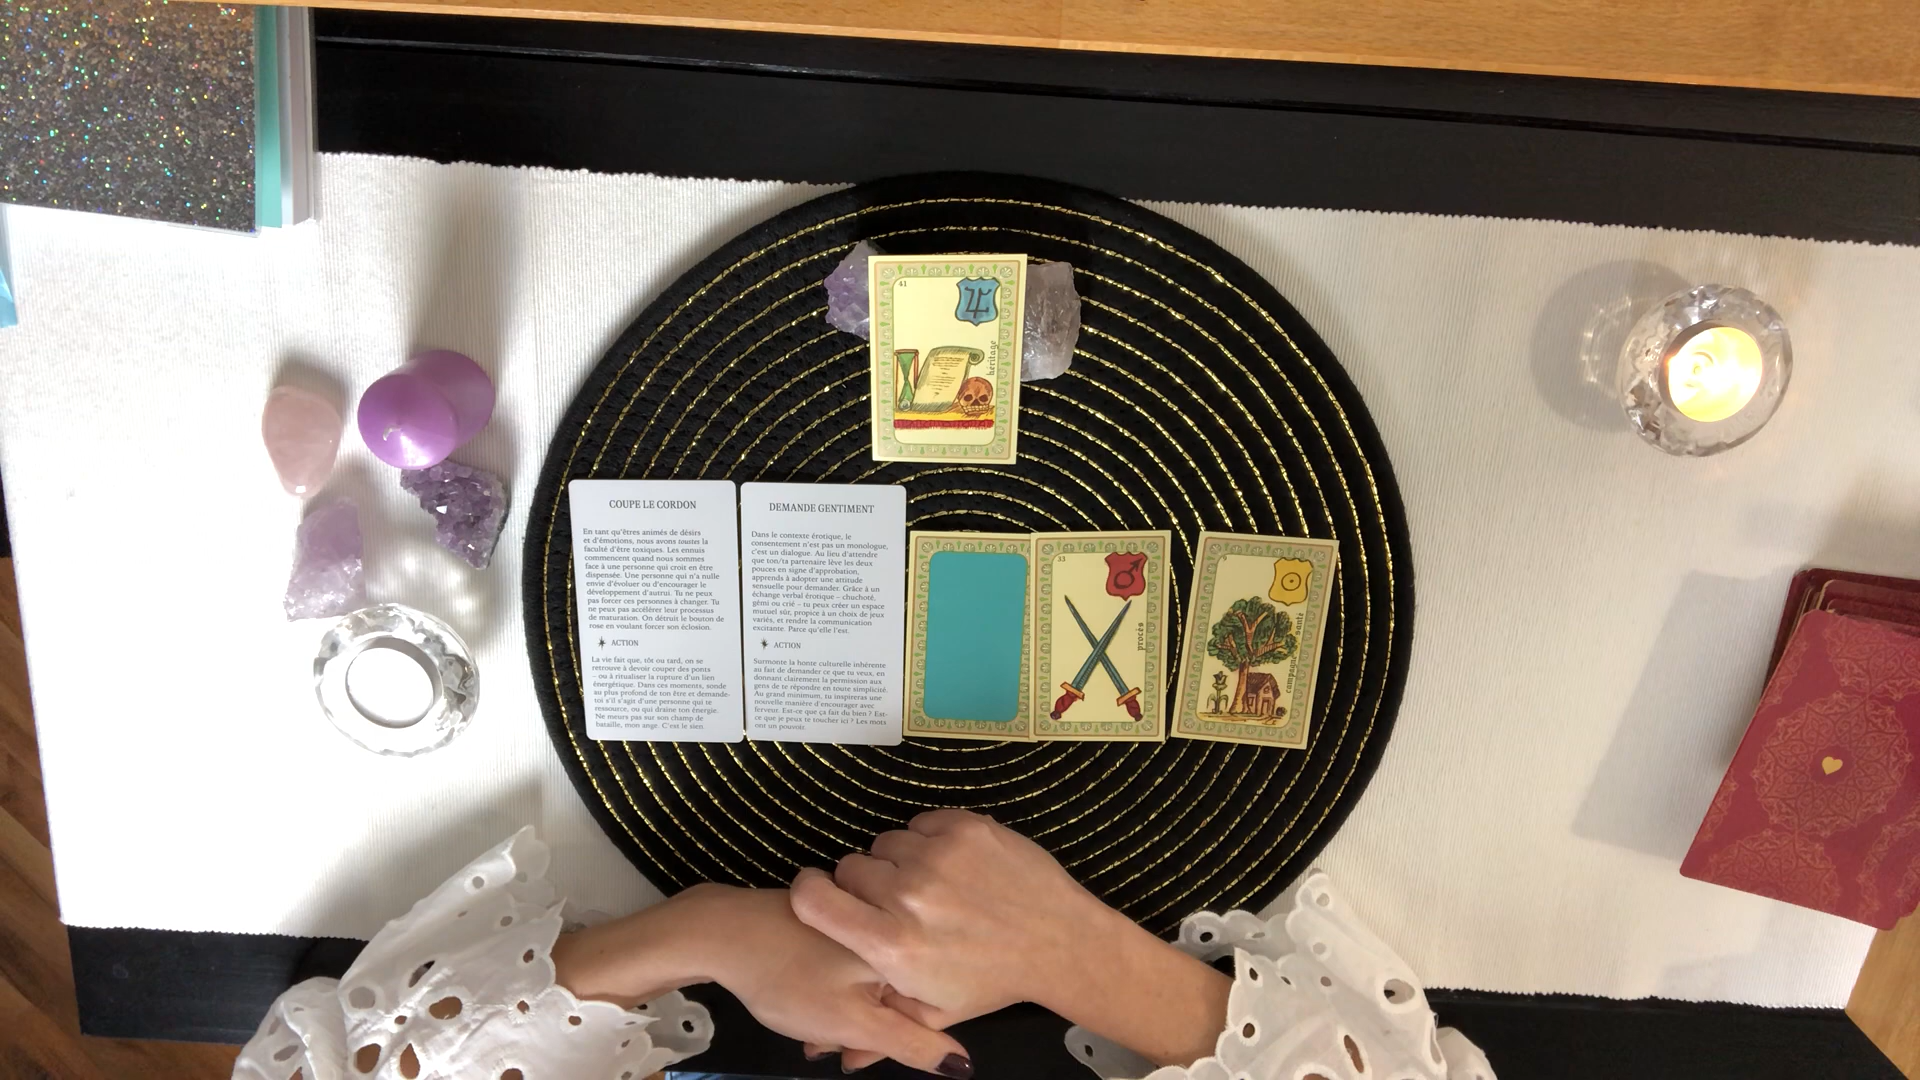 41
héritage
COUPE LE CORDON
En tant qu'êtres animés de désirs
et d'émotions, nous avons toustes la
faculté d'être toxiques. Les ennuis
commencent quand nous sommes
face à une personne qui croit en être
dispensée. Une personne qui n'a nulle
envie d'évoluer ou d'encourager le
développement d'autrui. Tu ne peux
pas forcer ces personnes à changer. Tu
ne peux pas accélérer leur processus
de maturation. On détruit le bouton de
rose en voulant forcer son éclosion.
ACTION
La vie fait que, tôt ou tard, on se
retrouve à devoir couper des ponts
– ou à ritualiser la rupture d'un lien
énergétique. Dans ces moments, sonde
au plus profond de ton être et demande-
toi s'il s'agit d'une personne qui te
ressource, ou qui draine ton énergie.
Ne meurs pas sur son champ de
bataille, mon ange. C'est le sien.
DEMANDE GENTIMENT
Dans le contexte érotique, le
consentement n'est pas un monologue,
c'est un dialogue. Au lieu d'attendre
que ton/ta partenaire lève les deux
pouces en signe d'approbation,
apprends à adopter une attitude
sensuelle pour demander. Grâce à un
échange verbal érotique – chuchoté,
gémi ou crié – tu peux créer un espace
mutuel sûr, propice à un choix de jeux
variés, et rendre la communication
excitante. Parce qu'elle l'est.
ACTION
Surmonte la honte culturelle inhérente
au fait de demander ce que tu veux, en
donnant clairement la permission aux
gens de te répondre en toute simplicité.
Au grand minimum, tu inspireras une
nouvelle manière d'encourager avec
ferveur. Est-ce que ça fait du bien ? Est-
ce que je peux te toucher ici ? Les mots
ont un pouvoir.
33
procès
9
campagne santé